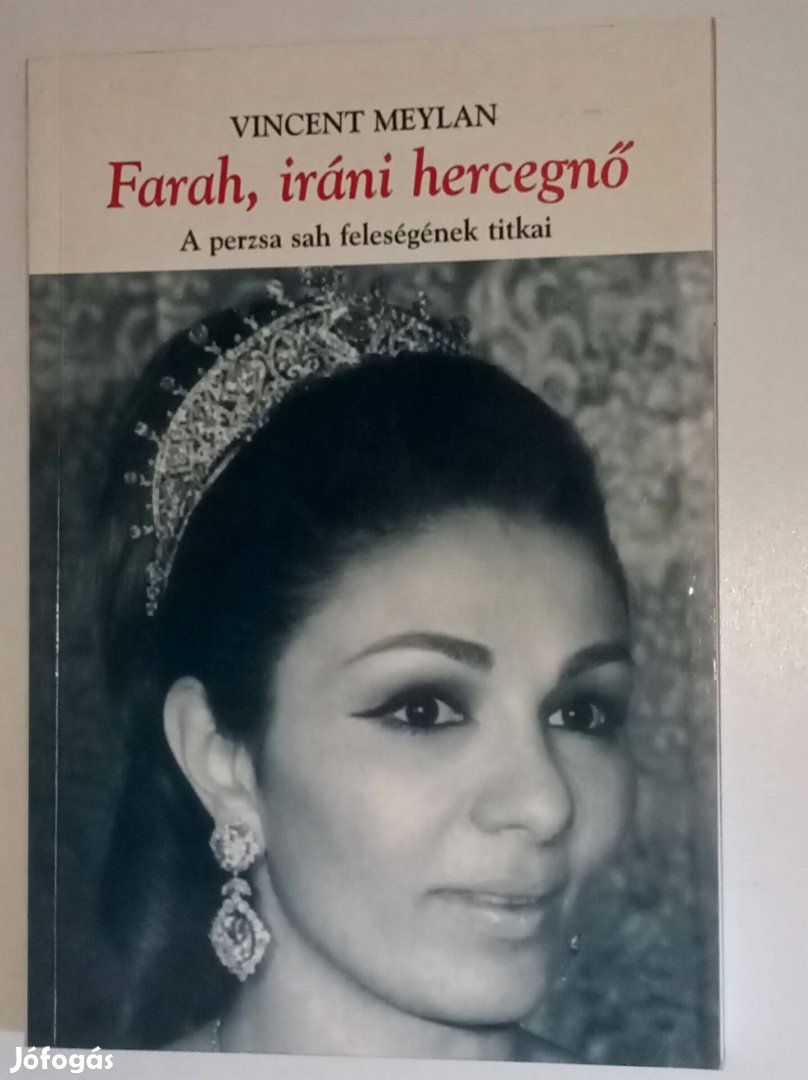 VINCENT MEYLAN
Farah, iráni hercegnő
A perzsa sah feleségének titkai
Jófogás